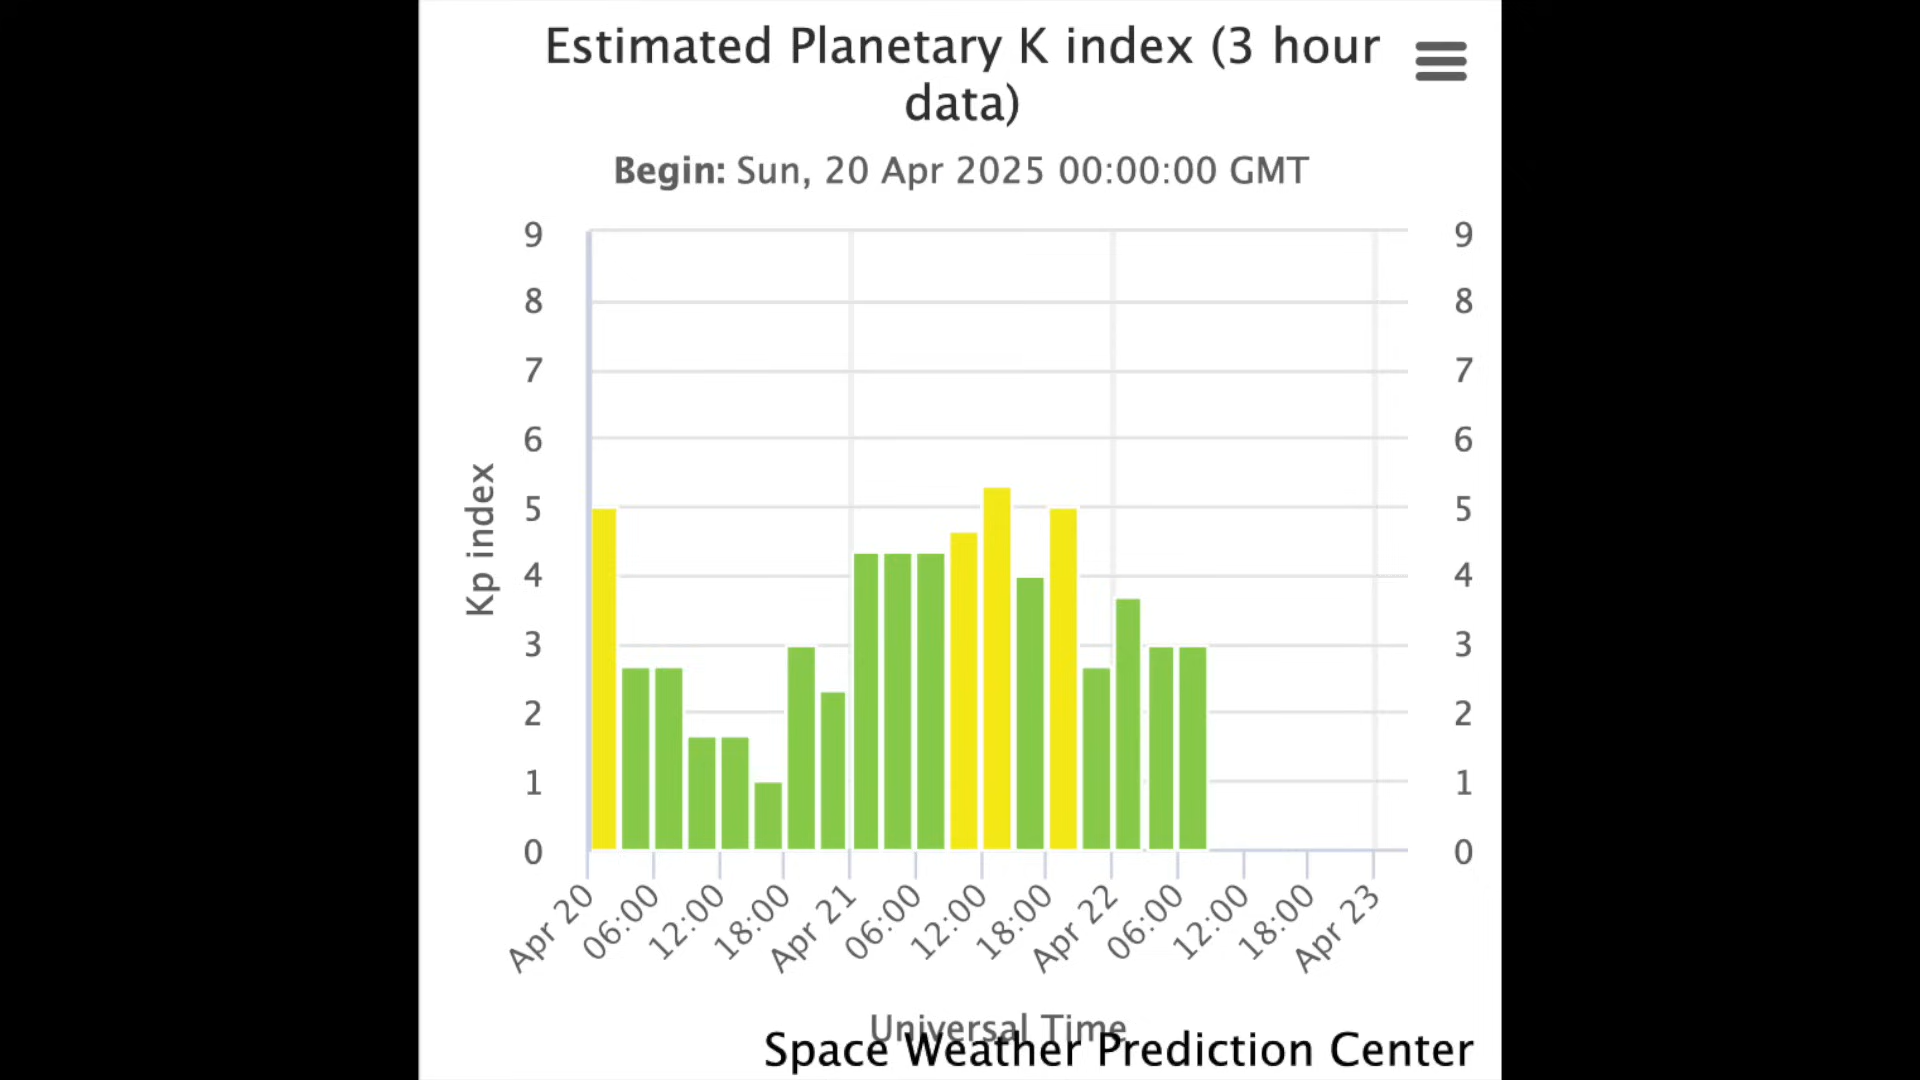 Estimated Planetary K index (3 hour
data)
Begin: Sun, 20 Apr 2025 00:00:00 GMT
9
8
7
6
5
4
3
2
1
0
Kp index
9
8
7
6
5
4
3
2
1
0
Apr 20
06:00
12:00
18:00
Apr 21
06:00
12:00
18:00
Apr 22
06:00
12:00
18:00
Apr 23
Universal Time
Space Weather Prediction Center